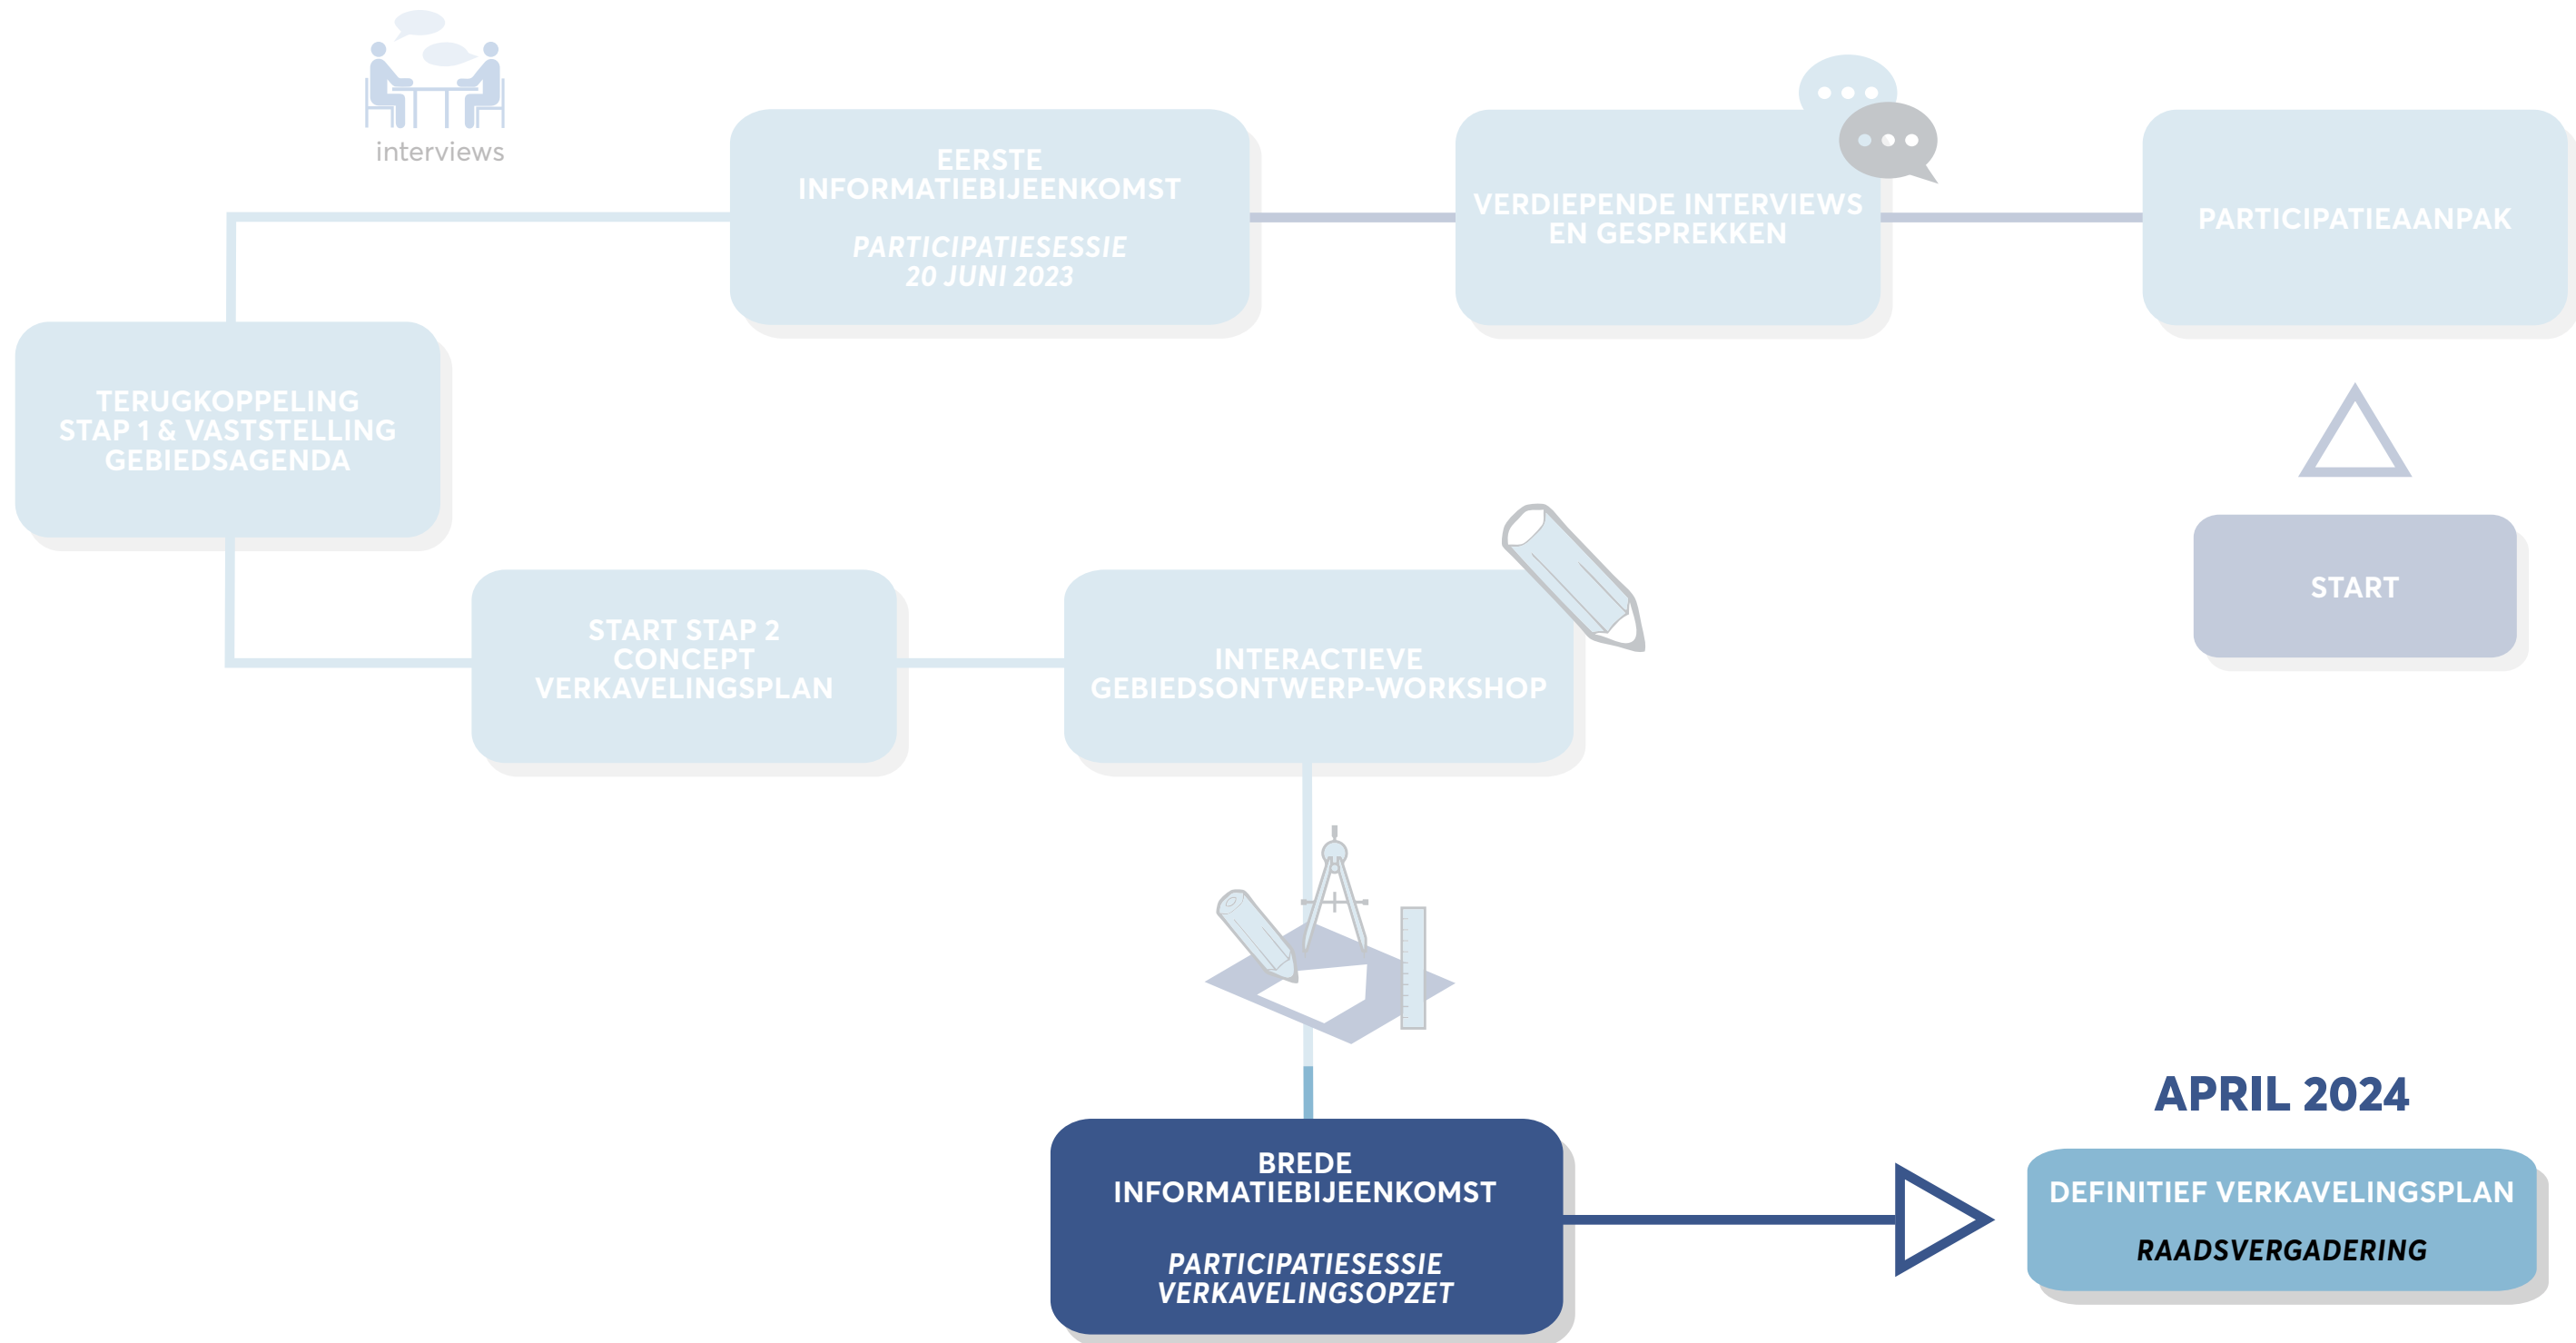 interviews
EERSTE
INFORMATIEBIJEENKOMST
PARTICIPATIESESSIE
20 JUNI 2023
VERDIEPENDE INTERVIEWS
EN GESPREKKEN
PARTICIPATIEAANPAK
TERUGKOPPELING
STAP 1 & VASTSTELLING
GEBIEDSAGENDA
START
START STAP 2
CONCEPT
VERKAVELINGSPLAN
INTERACTIEVE
GEBIEDSONTWERP-WORKSHOP
BREDE
INFORMATIEBIJEENKOMST
PARTICIPATIESESSIE
VERKAVELINGSOPZET
APRIL 2024
DEFINITIEF VERKAVELINGSPLAN
RAADSVERGADERING